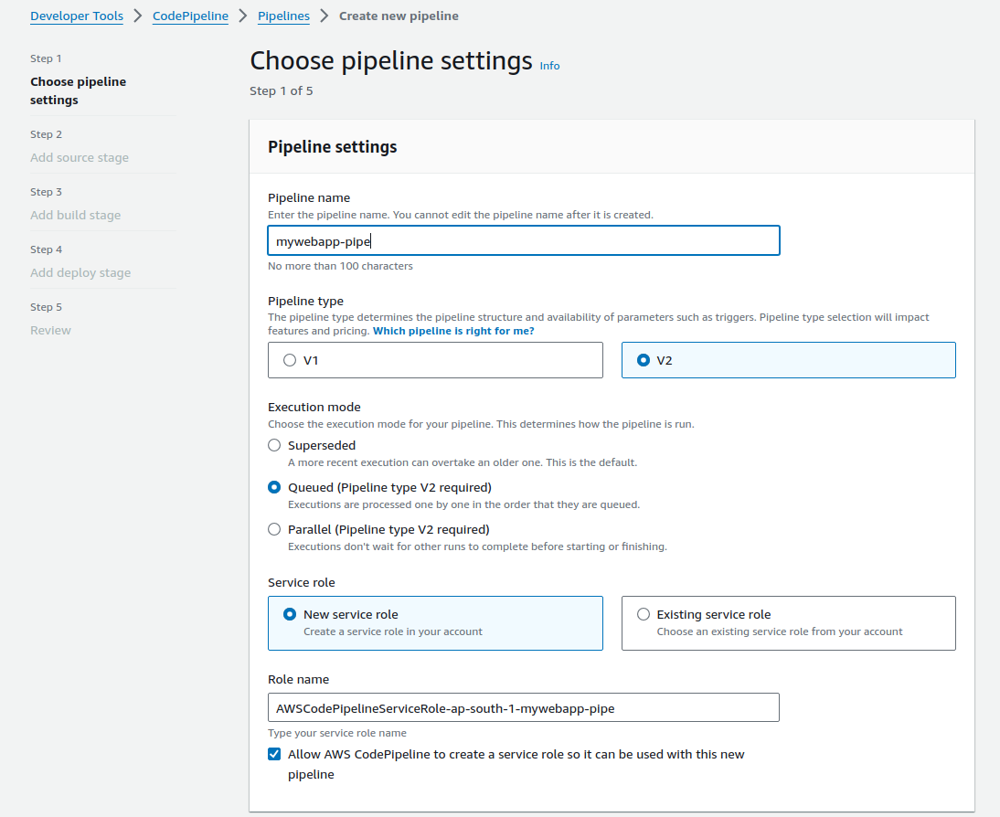 Developer Tools > CodePipeline > Pipelines > Create new pipeline
Step 1
Choose pipeline
settings
Step 2
Add source stage
Step 3
Add build stage
Step 4
Add deploy stage
Step 5
Review
Choose pipeline settings Info
Step 1 of 5
Pipeline settings
Pipeline name
Enter the pipeline name. You cannot edit the pipeline name after it is created.
mywebapp-pipe
No more than 100 characters
Pipeline type
The pipeline type determines the pipeline structure and availability of parameters such as triggers. Pipeline type selection will impact
features and pricing. Which pipeline is right for me?
V1
V2
Execution mode
Choose the execution mode for your pipeline. This determines how the pipeline is run.
Superseded
A more recent execution can overtake an older one. This is the default.
Queued (Pipeline type V2 required)
Executions are processed one by one in the order that they are queued.
Parallel (Pipeline type V2 required)
Executions don't wait for other runs to complete before starting or finishing.
Service role
New service role
Create a service role in your account
Existing service role
Choose an existing service role from your account
Role name
AWSCodePipelineServiceRole-ap-south-1-mywebapp-pipe
Type your service role name
Allow AWS CodePipeline to create a service role so it can be used with this new
pipeline